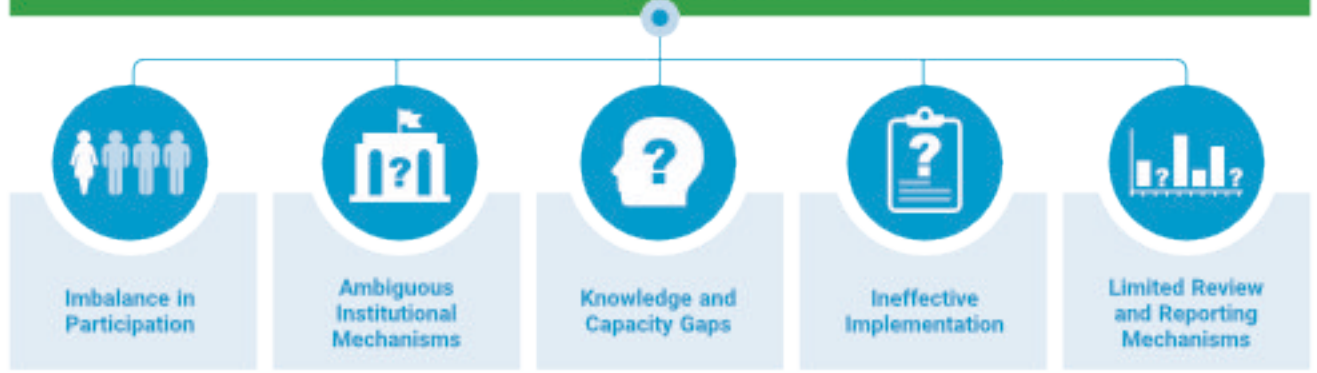 Imbalance in
Participation
Ambiguous
Institutional
Mechanisms
Knowledge and
Capacity Gaps
Ineffective
Implementation
Limited Review
and Reporting
Mechanisms